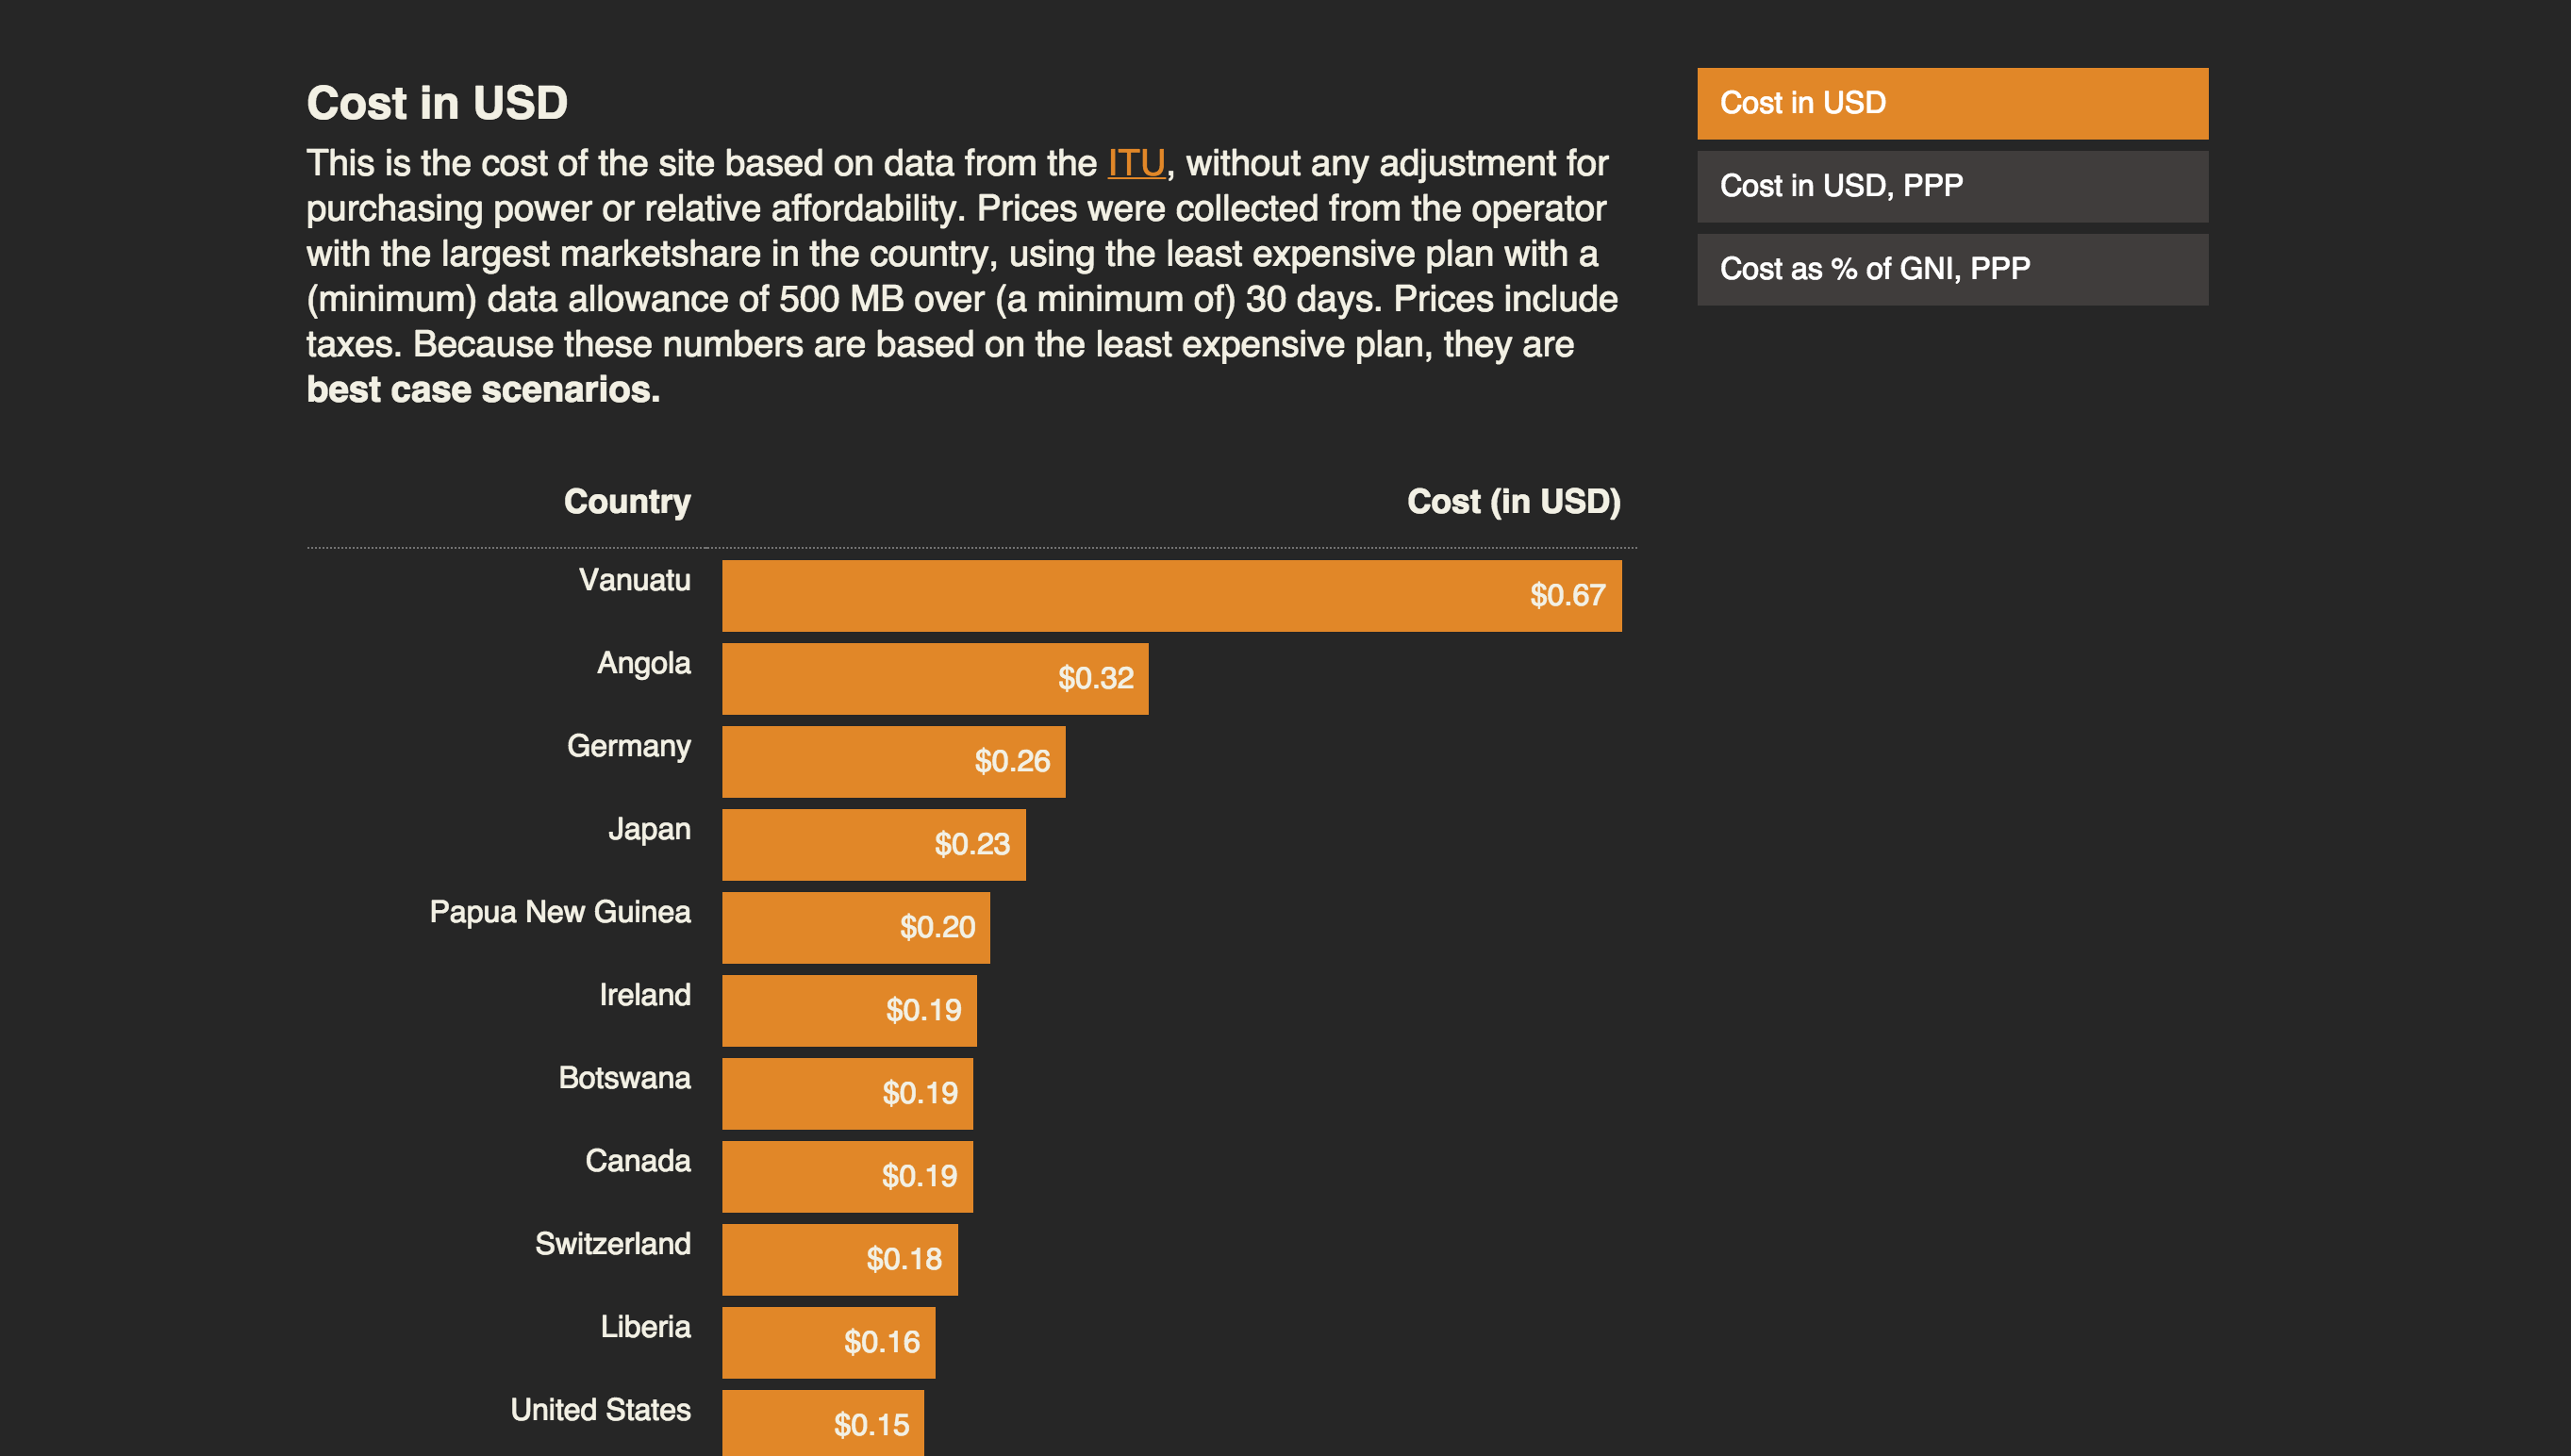 Cost in USD
This is the cost of the site based on data from the ITU, without any adjustment for
purchasing power or relative affordability. Prices were collected from the operator
with the largest marketshare in the country, using the least expensive plan with a
(minimum) data allowance of 500 MB over (a minimum of) 30 days. Prices include
taxes. Because these numbers are based on the least expensive plan, they are
best case scenarios.
Cost in USD
Cost in USD, PPP
Cost as % of GNI, PPP
Country Cost (in USD)
Vanuatu $0.67
Angola $0.32
Germany $0.26
Japan $0.23
Papua New Guinea $0.20
Ireland $0.19
Botswana $0.19
Canada $0.19
Switzerland $0.18
Liberia $0.16
United States $0.15